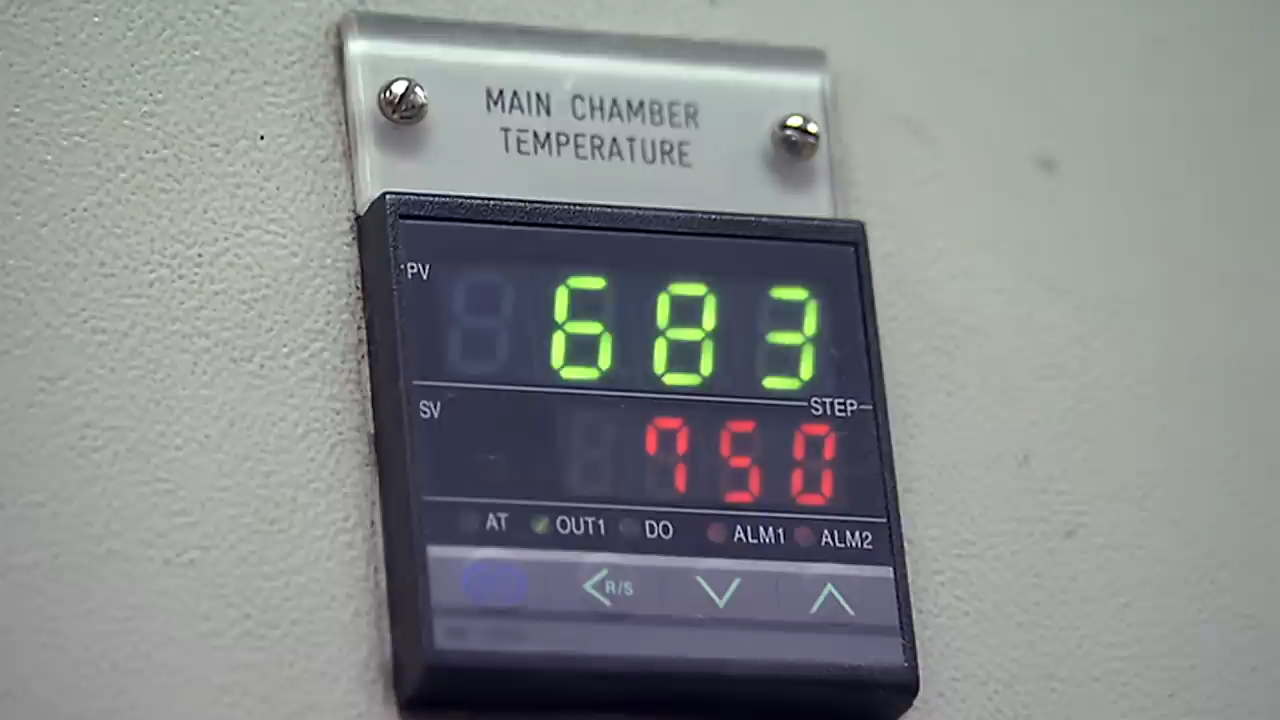 MAIN CHAMBER
TEMPERATURE
PV
683
STEP
SV
750
AT OUT1 DO ALM1 ALM2
R/S